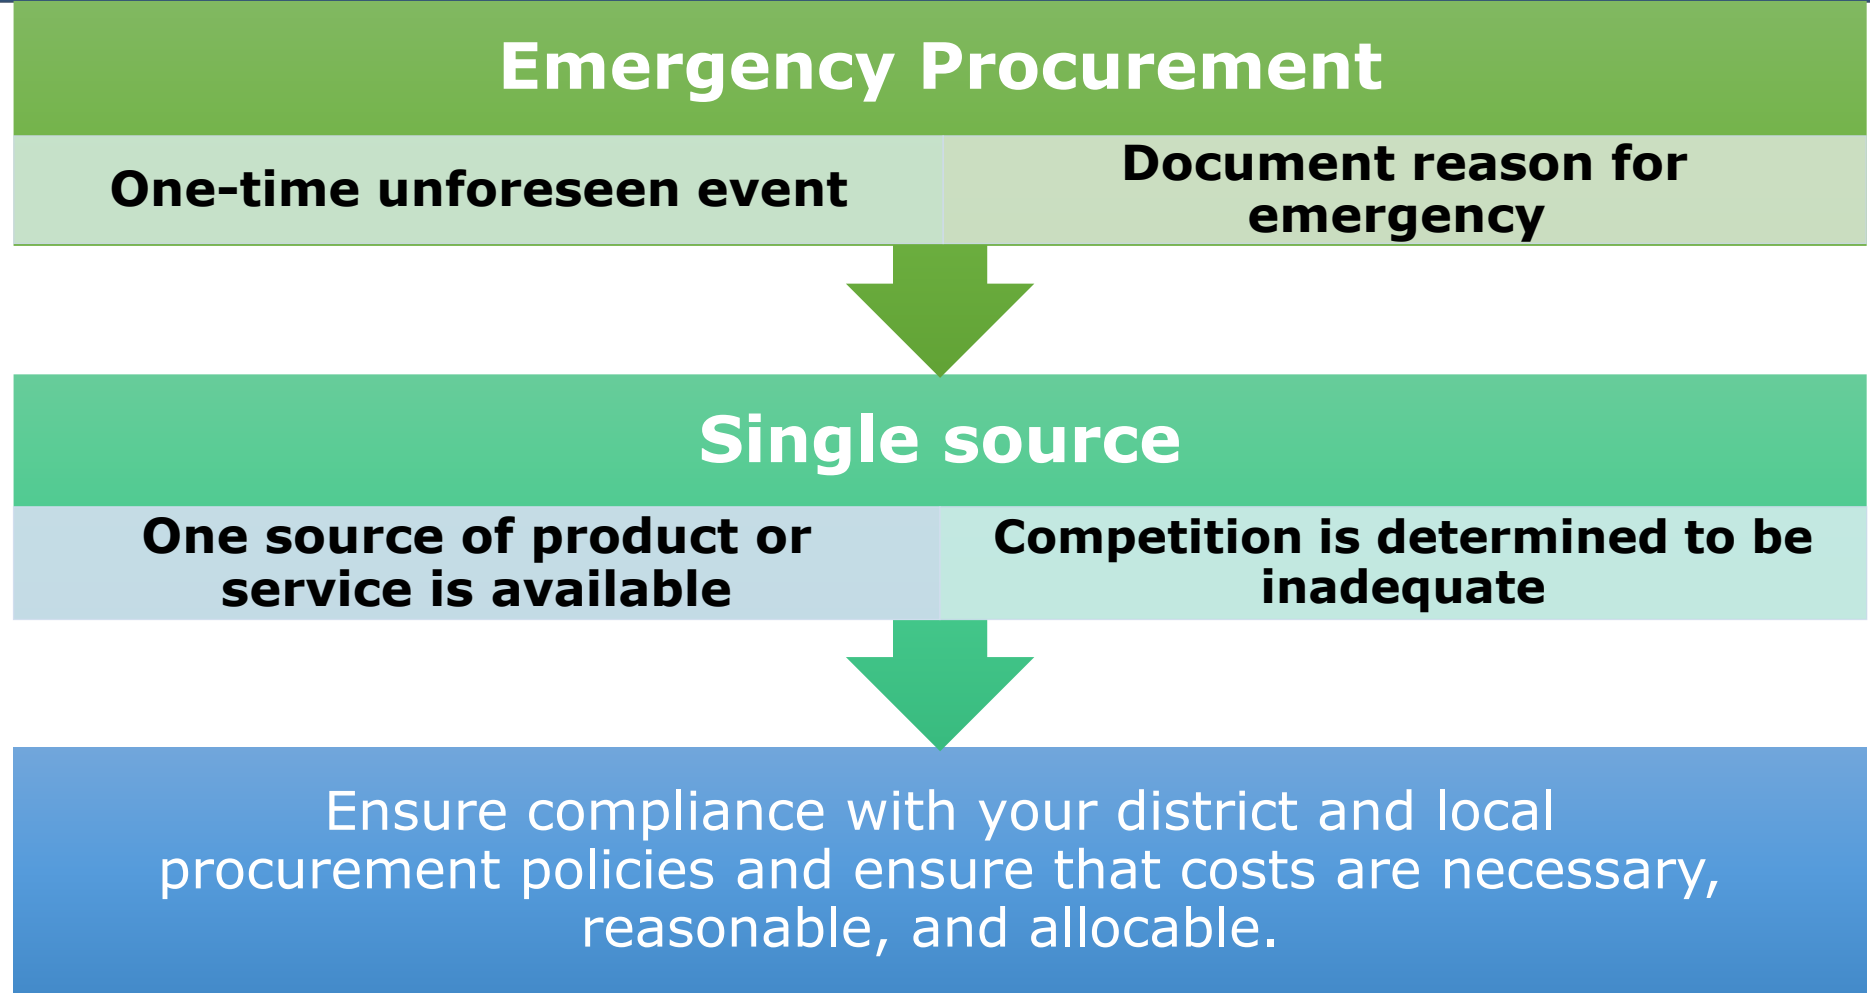 Emergency Procurement
One-time unforeseen event
Document reason for
emergency
Single source
One source of product or
service is available
Competition is determined to be
inadequate
Ensure compliance with your district and local
procurement policies and ensure that costs are necessary,
reasonable, and allocable.